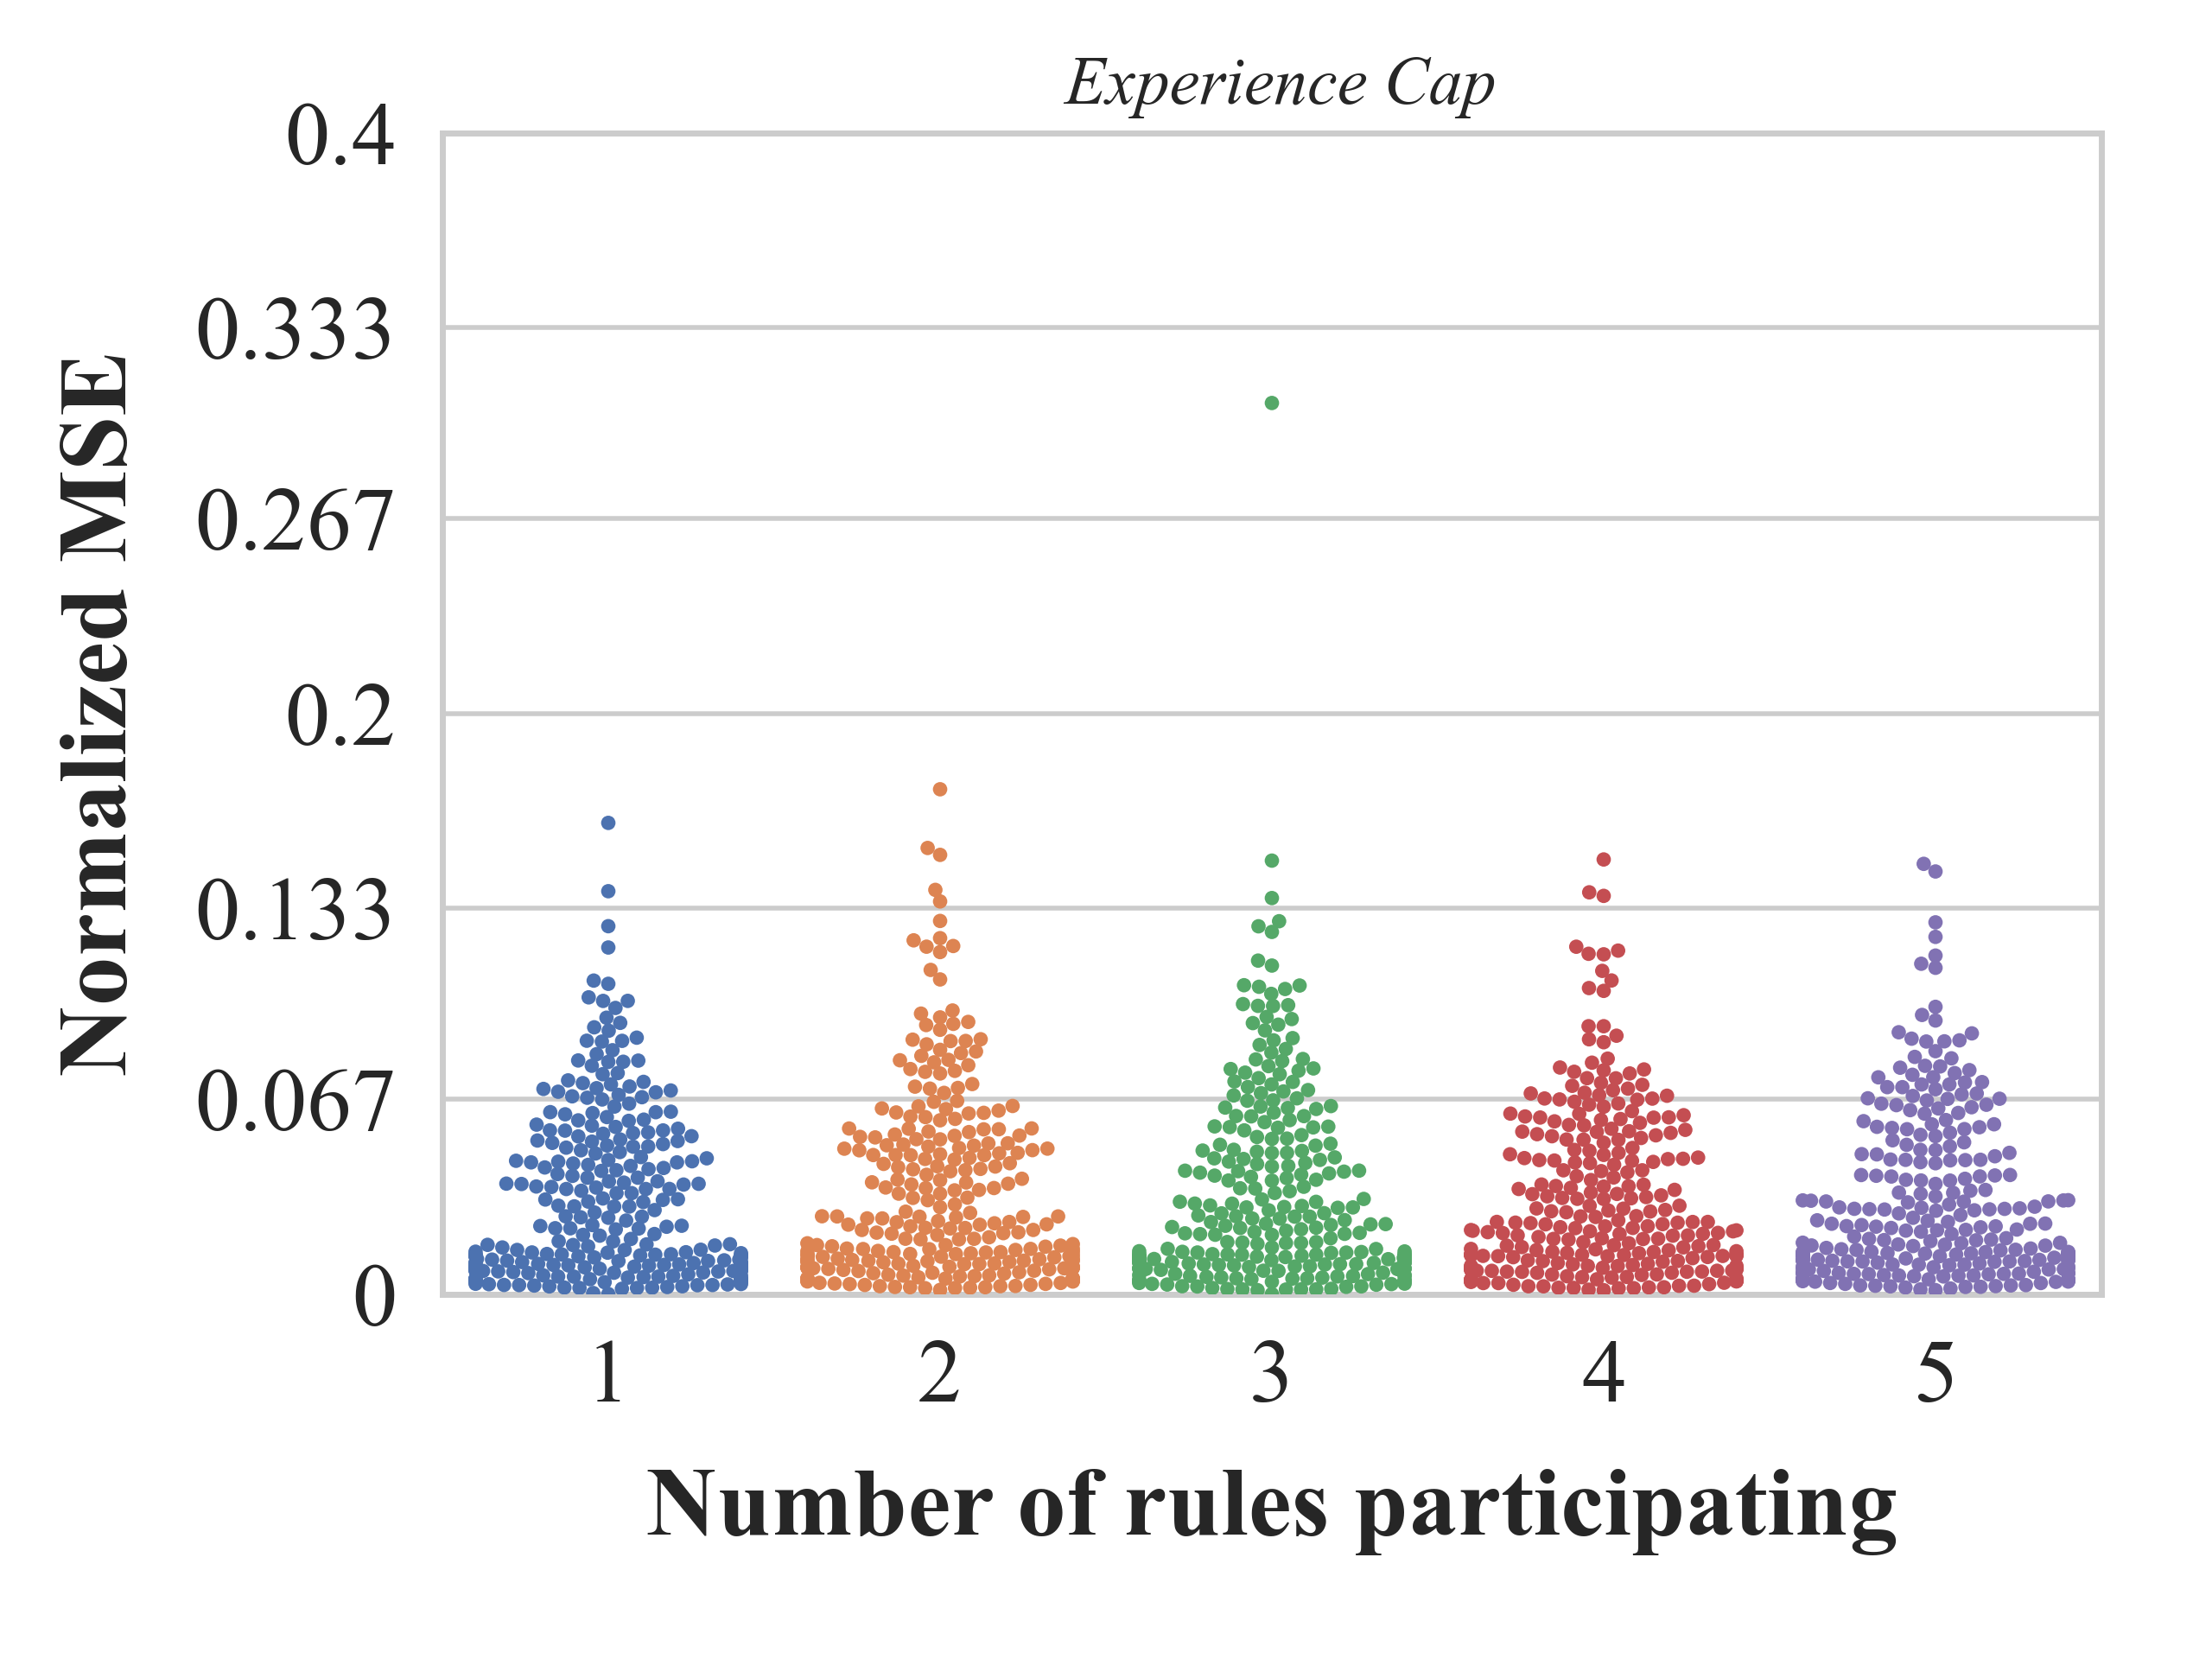 Experience Cap
0.4
0.333
0.267
0.2
0.133
0.067
0
Normalized MSE
1 2 3 4 5
Number of rules participating